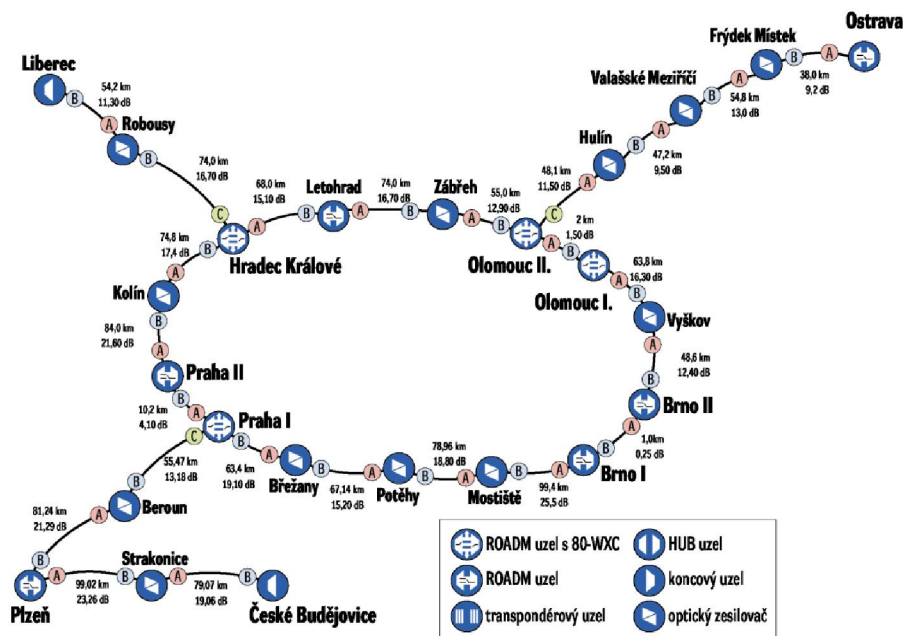 Ostrava
Frýdek Místek
B
A
38,0 km
9,2 dB
Valašské Meziříčí
B
A
54,8 km
13,0 dB
Liberec
B
54,2 km
11,30 dB
A
Robousy
B
74,0 km
16,70 dB
C
Hulín
B
A
47,2 km
9,50 dB
48,1 km
11,50 dB
A
C
68,0 km
15,10 dB
Letohrad
74,0 km
16,70 dB
Zábřeh
55,0 km
12,90 dB
A
B
A
B
A
B
2 km
1,50 dB
A
B
74,8 km
17,4 dB
B
Hradec Králové
Olomouc II.
63,8 km
16,30 dB
A
B
Olomouc I.
A
Kolín
B
Vyškov
84,0 km
21,60 dB
A
A
48,6 km
12,40 dB
B
Praha II
B
10,2 km
4,10 dB
A
Praha I
C
B
Brno II
A
1,0km
0,25 dB
B
Brno I
55,47 km
13,18 dB
B
63,4 km
19,10 dB
A
Břežany
B
67,14 km
15,20 dB
A
Potěhy
B
78,96 km
18,80 dB
A
Mostiště
B
A
99,4 km
25,5 dB
81,24 km
21,29 dB
A
Beroun
B
Plzeň
A
99,02 km
23,26 dB
Strakonice
B
A
79,07 km
19,06 dB
B
České Budějovice
ROADM uzel s 80-WXC
HUB uzel
ROADM uzel
koncový uzel
transpondérový uzel
optický zesilovač